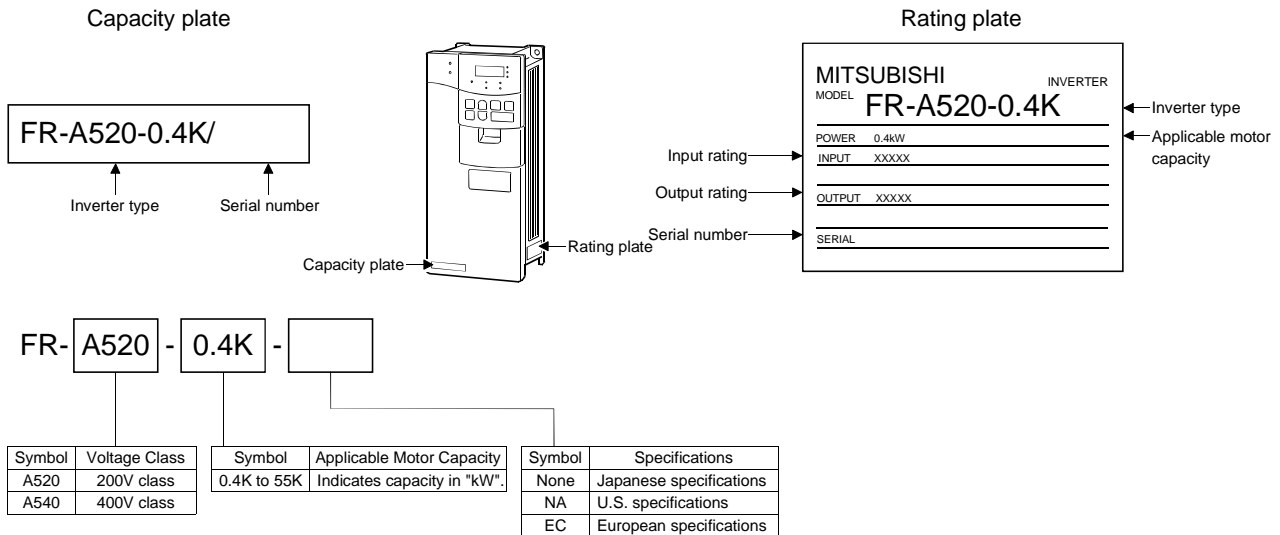 Capacity plate
FR-A520-0.4K/
Inverter type
Serial number
Capacity plate
Rating plate
Rating plate
MITSUBISHI
INVERTER
MODEL FR-A520-0.4K
POWER 0.4kW
INPUT XXXXX
OUTPUT XXXXX
SERIAL
Input rating
Output rating
Serial number
Inverter type
Applicable motor
capacity
FR- A520 - 0.4K -
Symbol Voltage Class
A520 200V class
A540 400V class
Symbol Applicable Motor Capacity
0.4K to 55K Indicates capacity in "kW".
Symbol Specifications
None Japanese specifications
NA U.S. specifications
EC European specifications